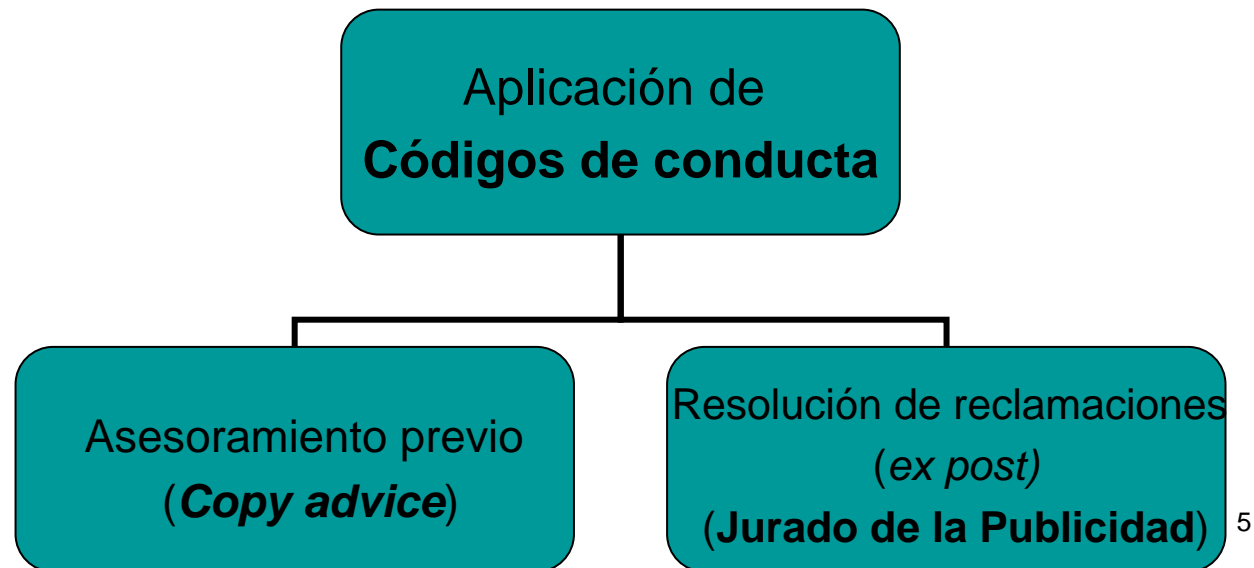 Aplicación de
Códigos de conducta
Asesoramiento previo
(Copy advice)
Resolución de reclamaciones
(ex post)
(Jurado de la Publicidad)
5